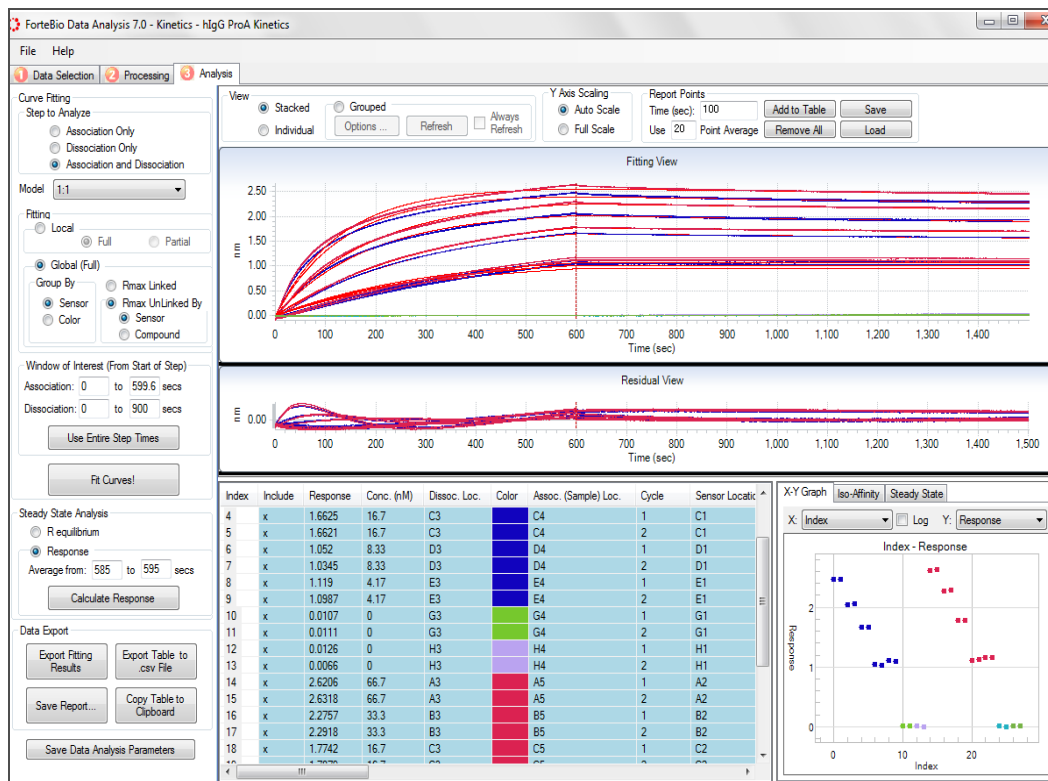 ForteBio Data Analysis 7.0 - Kinetics - hIgG ProA Kinetics
File Help
1 Data Selection 2 Processing 3 Analysis
Curve Fitting
Step to Analyze
Association Only
Dissociation Only
Association and Dissociation
Model 1:1
Fitting
Local
Full Partial
Global (Full)
Group By
Sensor
Color
Rmax Linked
Rmax UnLinked By
Sensor
Compound
Window of Interest (From Start of Step)
Association: 0 to 599.6 secs
Dissociation: 0 to 900 secs
Use Entire Step Times
Fit Curves!
Steady State Analysis
R equilibrium
Response
Average from: 585 to 595 secs
Calculate Response
Data Export
Export Fitting Results
Export Table to .csv File
Save Report...
Copy Table to Clipboard
Save Data Analysis Parameters
View
Stacked
Individual
Grouped
Options ... Refresh
Always Refresh
Y Axis Scaling
Auto Scale
Full Scale
Report Points
Time (sec): 100 Add to Table Save
Use 20 Point Average Remove All Load
Fitting View
nm
2.50
2.00
1.50
1.00
0.50
0.00
0 100 200 300 400 500 600 700 800 900 1,000 1,100 1,200 1,300 1,400
Time (sec)
Residual View
nm
0.00
0 100 200 300 400 500 600 700 800 900 1,000 1,100 1,200 1,300 1,400 1,500
Time (sec)
Index Include Response Conc. (nM) Dissoc. Loc. Color Assoc. (Sample) Loc. Cycle Sensor Locatic
4 x 1.6625 16.7 C3 C4 1 C1
5 x 1.6621 16.7 C3 C4 2 C1
6 x 1.052 8.33 D3 D4 1 D1
7 x 1.0345 8.33 D3 D4 2 D1
8 x 1.119 4.17 E3 E4 1 E1
9 x 1.0987 4.17 E3 E4 2 E1
10 x 0.0107 0 G3 G4 1 G1
11 x 0.0111 0 G3 G4 2 G1
12 x 0.0126 0 H3 H4 1 H1
13 x 0.0066 0 H3 H4 2 H1
14 x 2.6206 66.7 A3 A5 1 A2
15 x 2.6318 66.7 A3 A5 2 A2
16 x 2.2757 33.3 B3 B5 1 B2
17 x 2.2918 33.3 B3 B5 2 B2
18 x 1.7742 16.7 C3 C5 1 C2
X-Y Graph Iso-Affinity Steady State
X: Index Log Y: Response
Index - Response
Response
2
1
0
0 10 20
Index